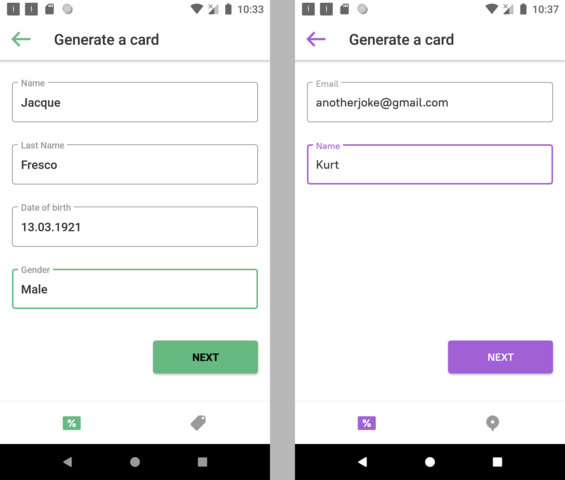 10:33
Generate a card
Name
Jacque
Last Name
Fresco
Date of birth
13.03.1921
Gender
Male
NEXT
%
10:37
Generate a card
Email
anotherjoke@gmail.com
Name
Kurt
NEXT
%